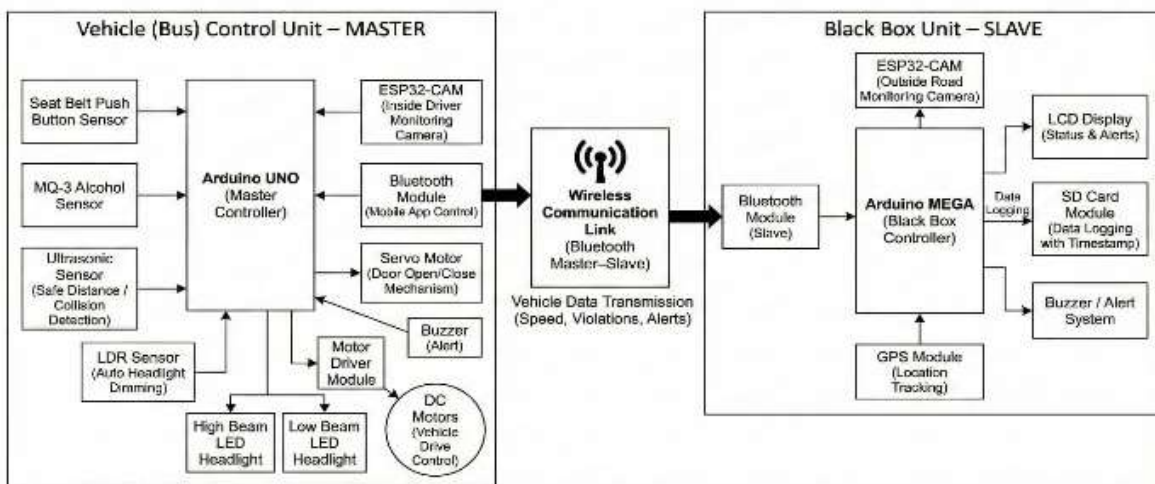 Vehicle (Bus) Control Unit – MASTER
Seat Belt Push
Button Sensor
MQ-3 Alcohol
Sensor
Ultrasonic
Sensor
(Safe Distance /
Collision
Detection)
LDR Sensor
(Auto Headlight
Dimming)
Arduino UNO
(Master
Controller)
ESP32-CAM
(Inside Driver
Monitoring
Camera)
Bluetooth
Module
(Mobile App Control)
Servo Motor
(Door Open/Close
Mechanism)
Buzzer
(Alert)
Motor
Driver
Module
High Beam
LED
Headlight
Low Beam
LED
Headlight
DC
Motors
(Vehicle
Drive
Control)
Wireless
Communication
Link
(Bluetooth
Master–Slave)
Vehicle Data Transmission
(Speed, Violations, Alerts)
Black Box Unit – SLAVE
ESP32-CAM
(Outside Road
Monitoring Camera)
Bluetooth
Module
(Slave)
Arduino MEGA
(Black Box
Controller)
Data
Logging
LCD Display
(Status & Alerts)
SD Card
Module
(Data Logging
with Timestamp)
Buzzer / Alert
System
GPS Module
(Location
Tracking)